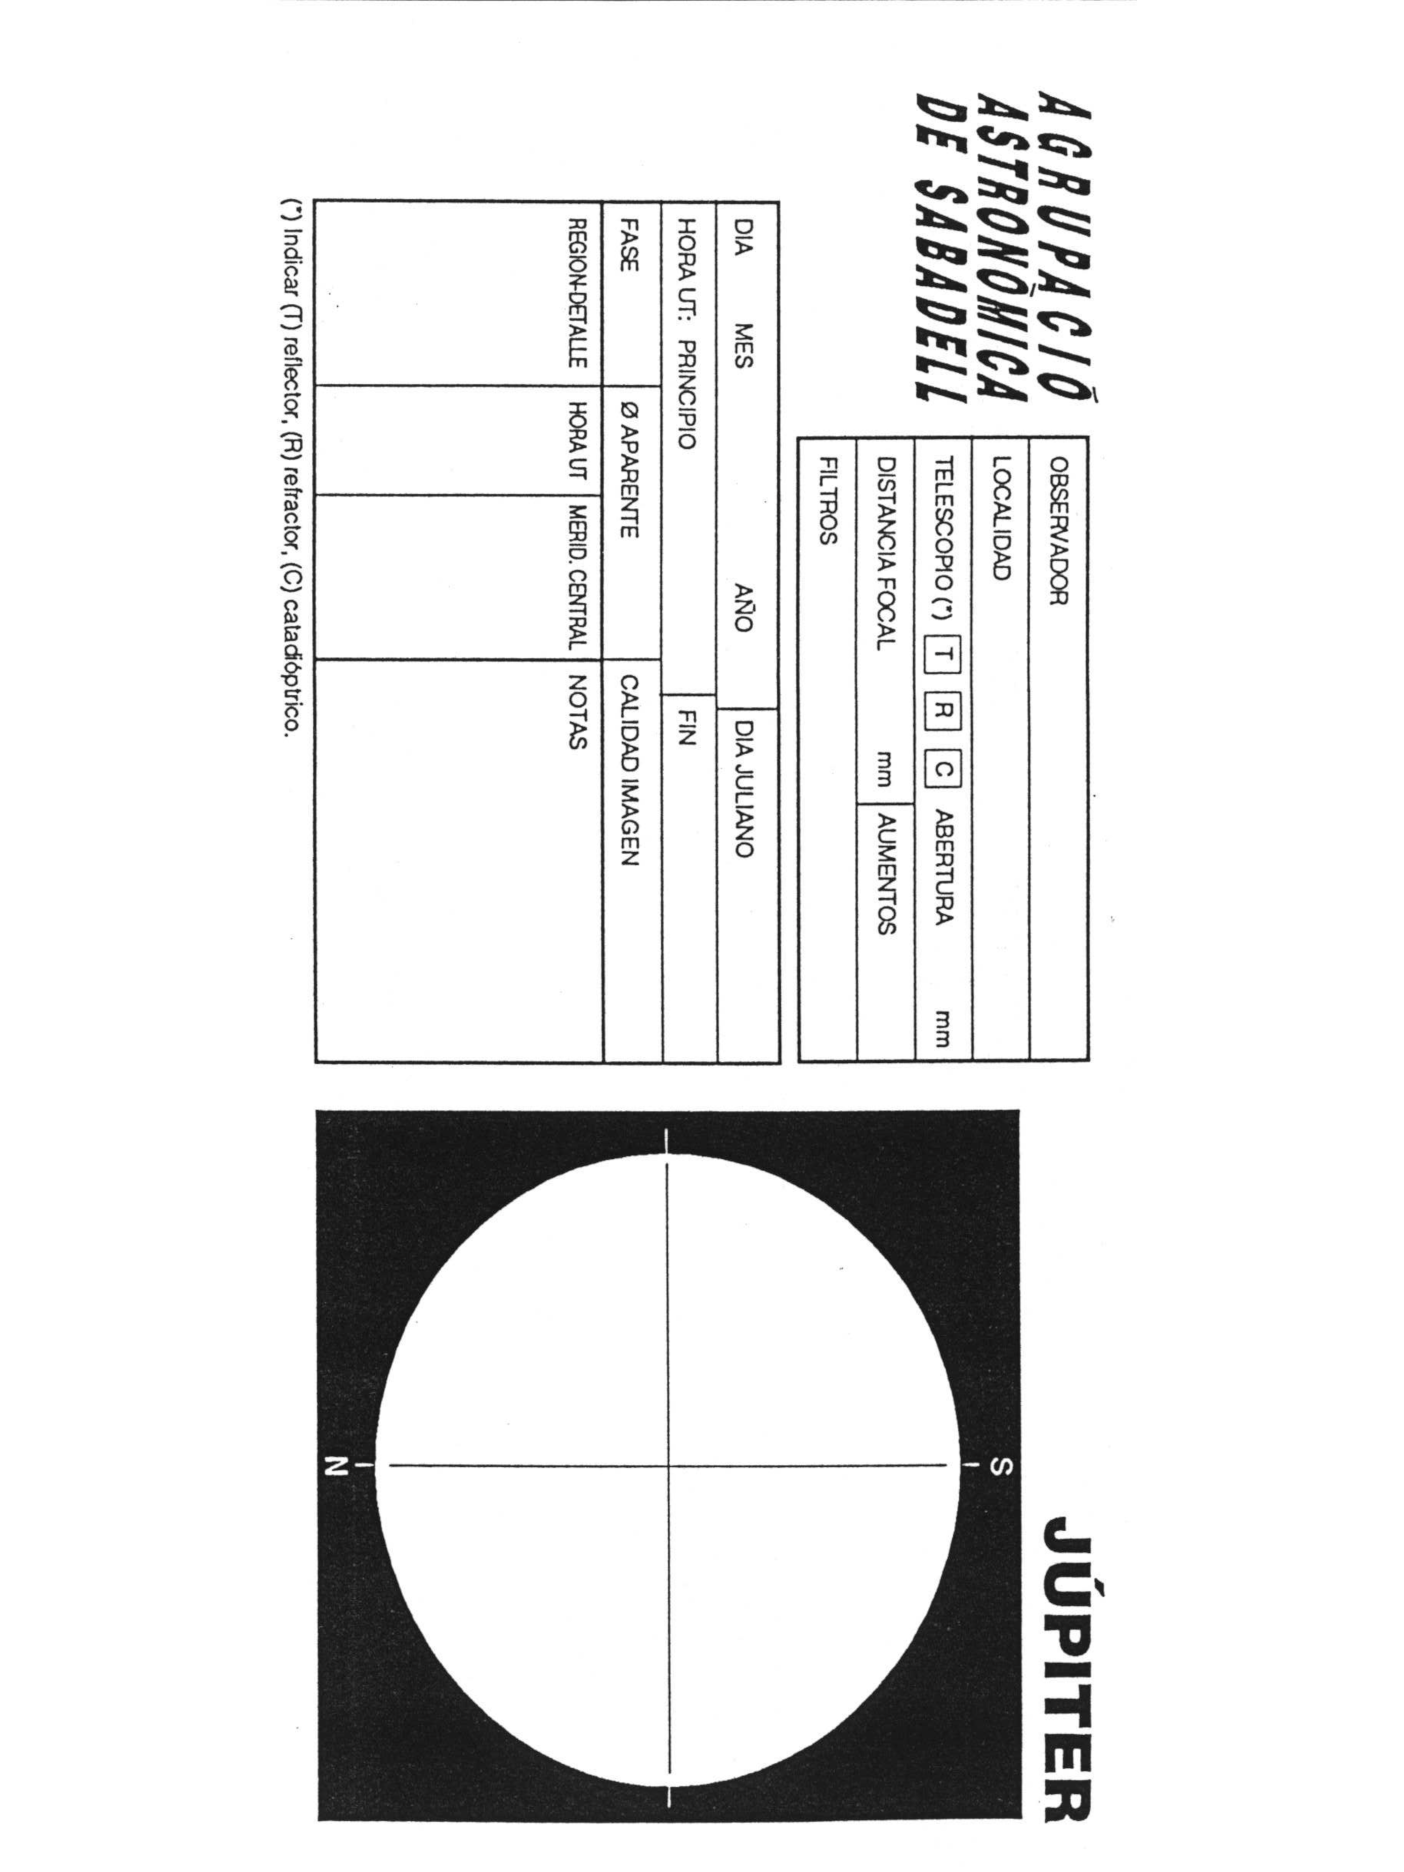 AGRUPACIÓ
ASTRONÒMICA
DE SABADELL
JÚPITER
OBSERVADOR
LOCALIDAD
TELESCOPIO (*) T R C ABERTURA mm
DISTANCIA FOCAL mm AUMENTOS
FILTROS
DIA MES AÑO DIA JULIANO
HORA UT: PRINCIPIO FIN
FASE Ø APARENTE CALIDAD IMAGEN
REGION-DETALLE HORA UT MERID. CENTRAL NOTAS
(*) Indicar (T) reflector, (R) refractor, (C) catadióptrico.
S
N